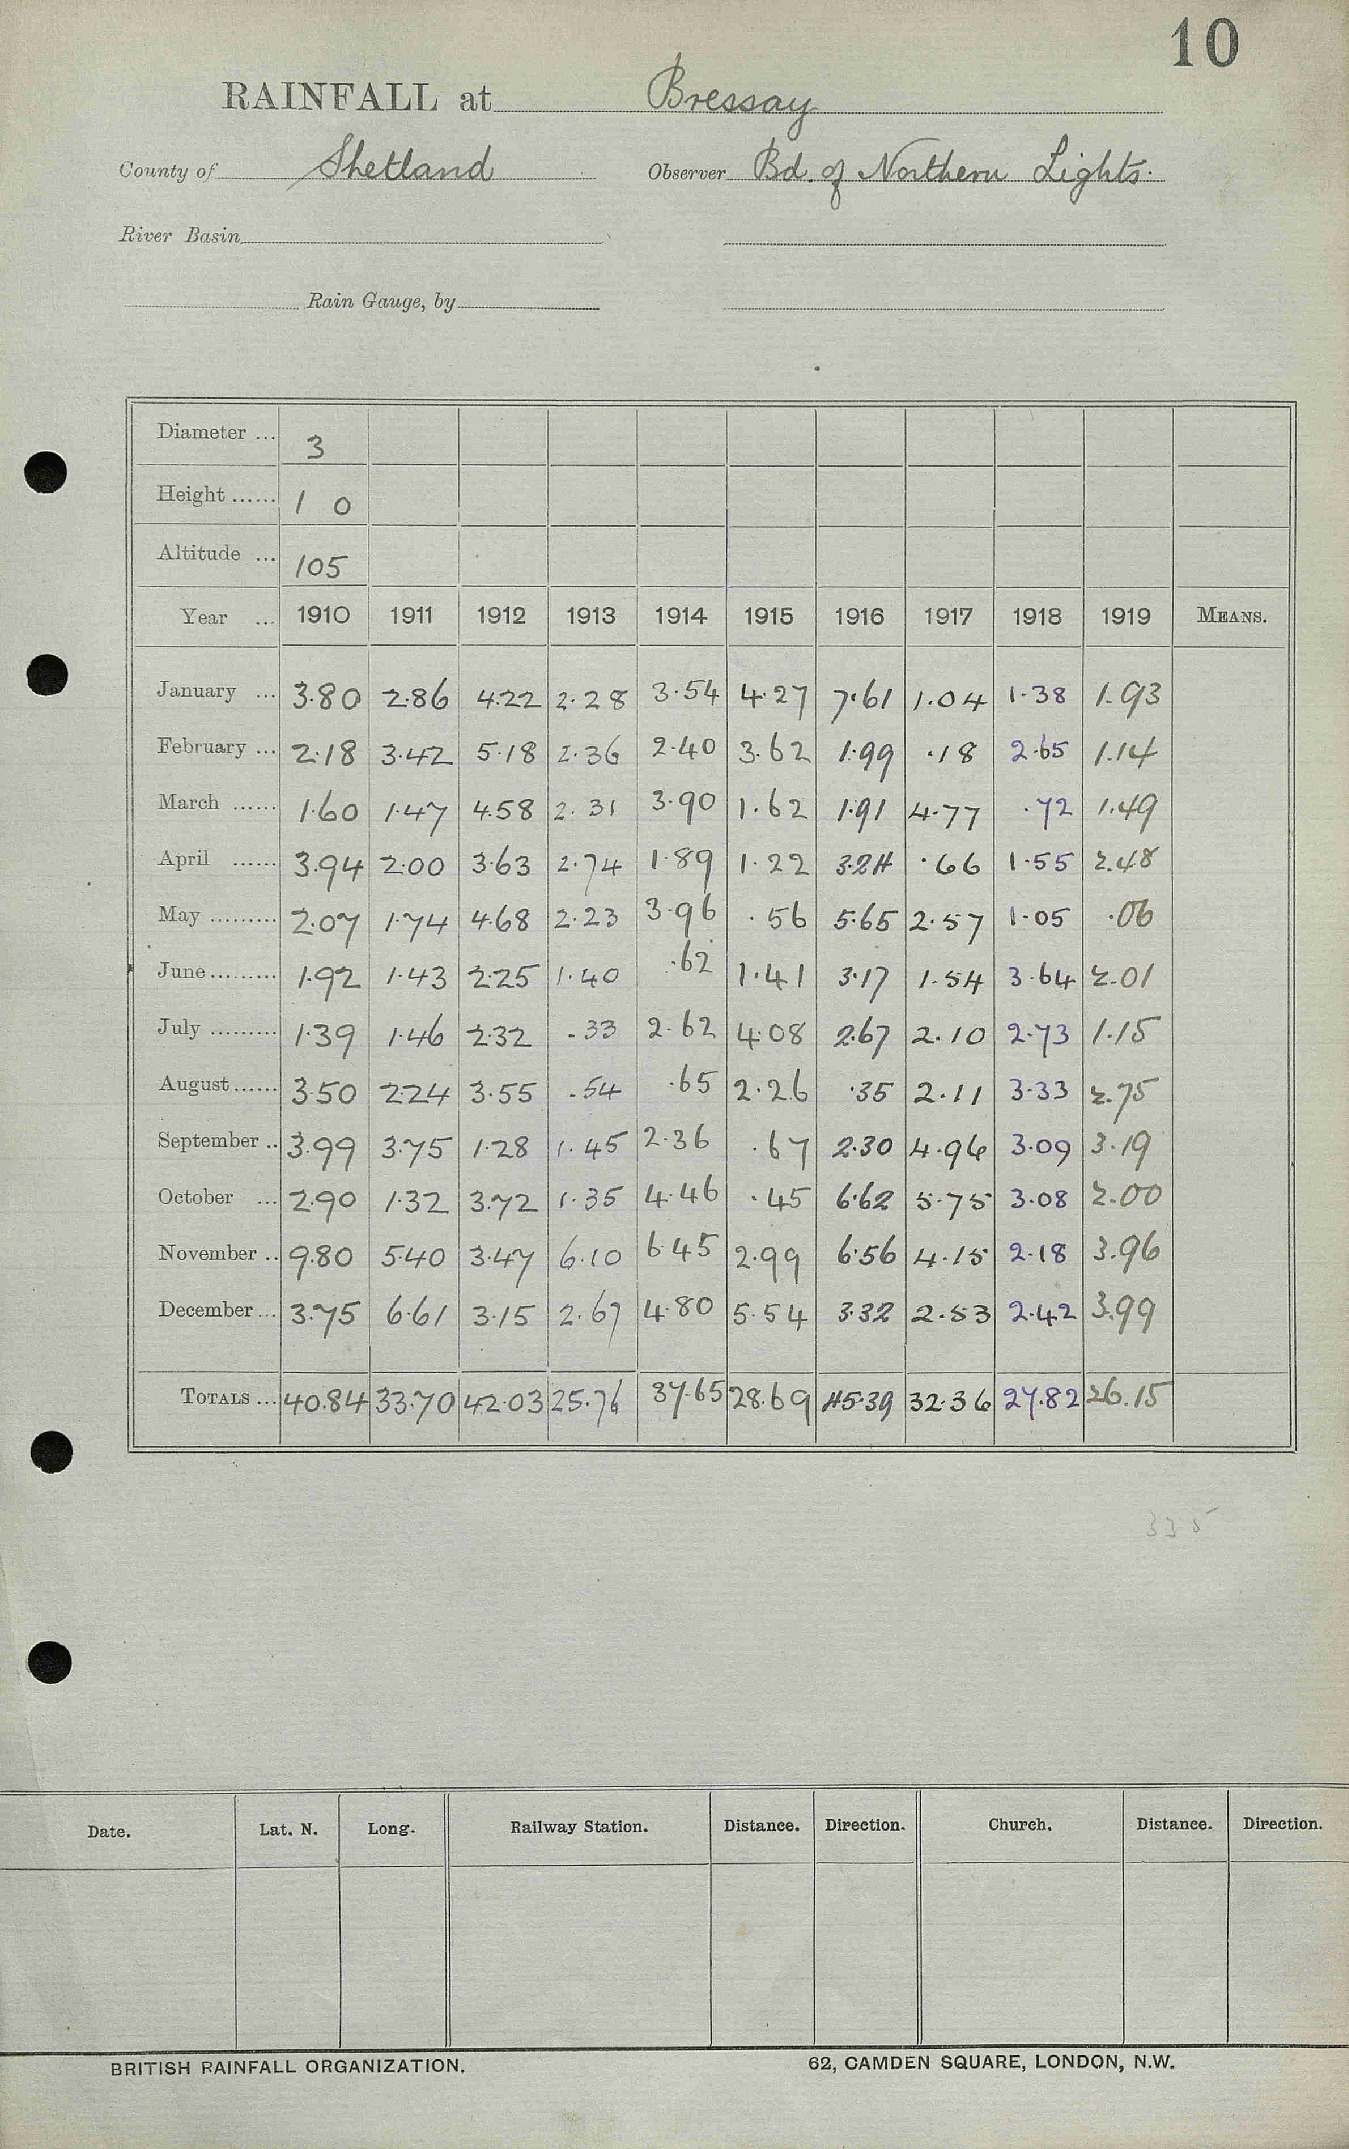 10
RAINFALL at Bressay
County of Shetland Observer Bd. of Northern Lights.
River Basin
Rain Gauge, by
Diameter ... 3
Height ...... 1 0
Altitude ... 105
Year ... 1910 1911 1912 1913 1914 1915 1916 1917 1918 1919 MEANS.
January ... 3.80 2.86 4.22 2.28 3.54 4.27 7.61 1.04 1.38 1.93
February ... 2.18 3.42 5.18 2.36 2.40 3.62 1.99 .18 2.65 1.14
March ...... 1.60 1.47 4.58 2.31 3.90 1.62 1.91 4.77 .72 1.49
April ...... 3.94 2.00 3.63 2.74 1.89 1.22 3.24 .66 1.55 2.48
May ......... 2.07 1.74 4.68 2.23 3.96 .56 5.65 2.57 1.05 .06
June ......... 1.92 1.43 2.25 1.40 .62 1.41 3.17 1.54 3.64 2.01
July ......... 1.39 1.46 2.32 .33 2.62 4.08 2.67 2.10 2.73 1.15
August ...... 3.50 2.24 3.55 .54 .65 2.26 .35 2.11 3.33 2.75
September .. 3.99 3.75 1.28 1.45 2.36 .67 2.30 4.96 3.09 3.19
October ... 2.90 1.32 3.72 1.35 4.46 .45 6.62 5.75 3.08 2.00
November .. 9.80 5.40 3.47 6.10 6.45 2.99 6.56 4.15 2.18 3.96
December ... 3.75 6.61 3.15 2.67 4.80 5.54 3.32 2.53 2.42 3.99
TOTALS ... 40.84 33.70 42.03 25.76 37.65 28.69 45.39 32.36 27.82 26.15
335
Date. Lat. N. Long. Railway Station. Distance. Direction. Church. Distance. Direction.
BRITISH RAINFALL ORGANIZATION. 62, CAMDEN SQUARE, LONDON, N.W.